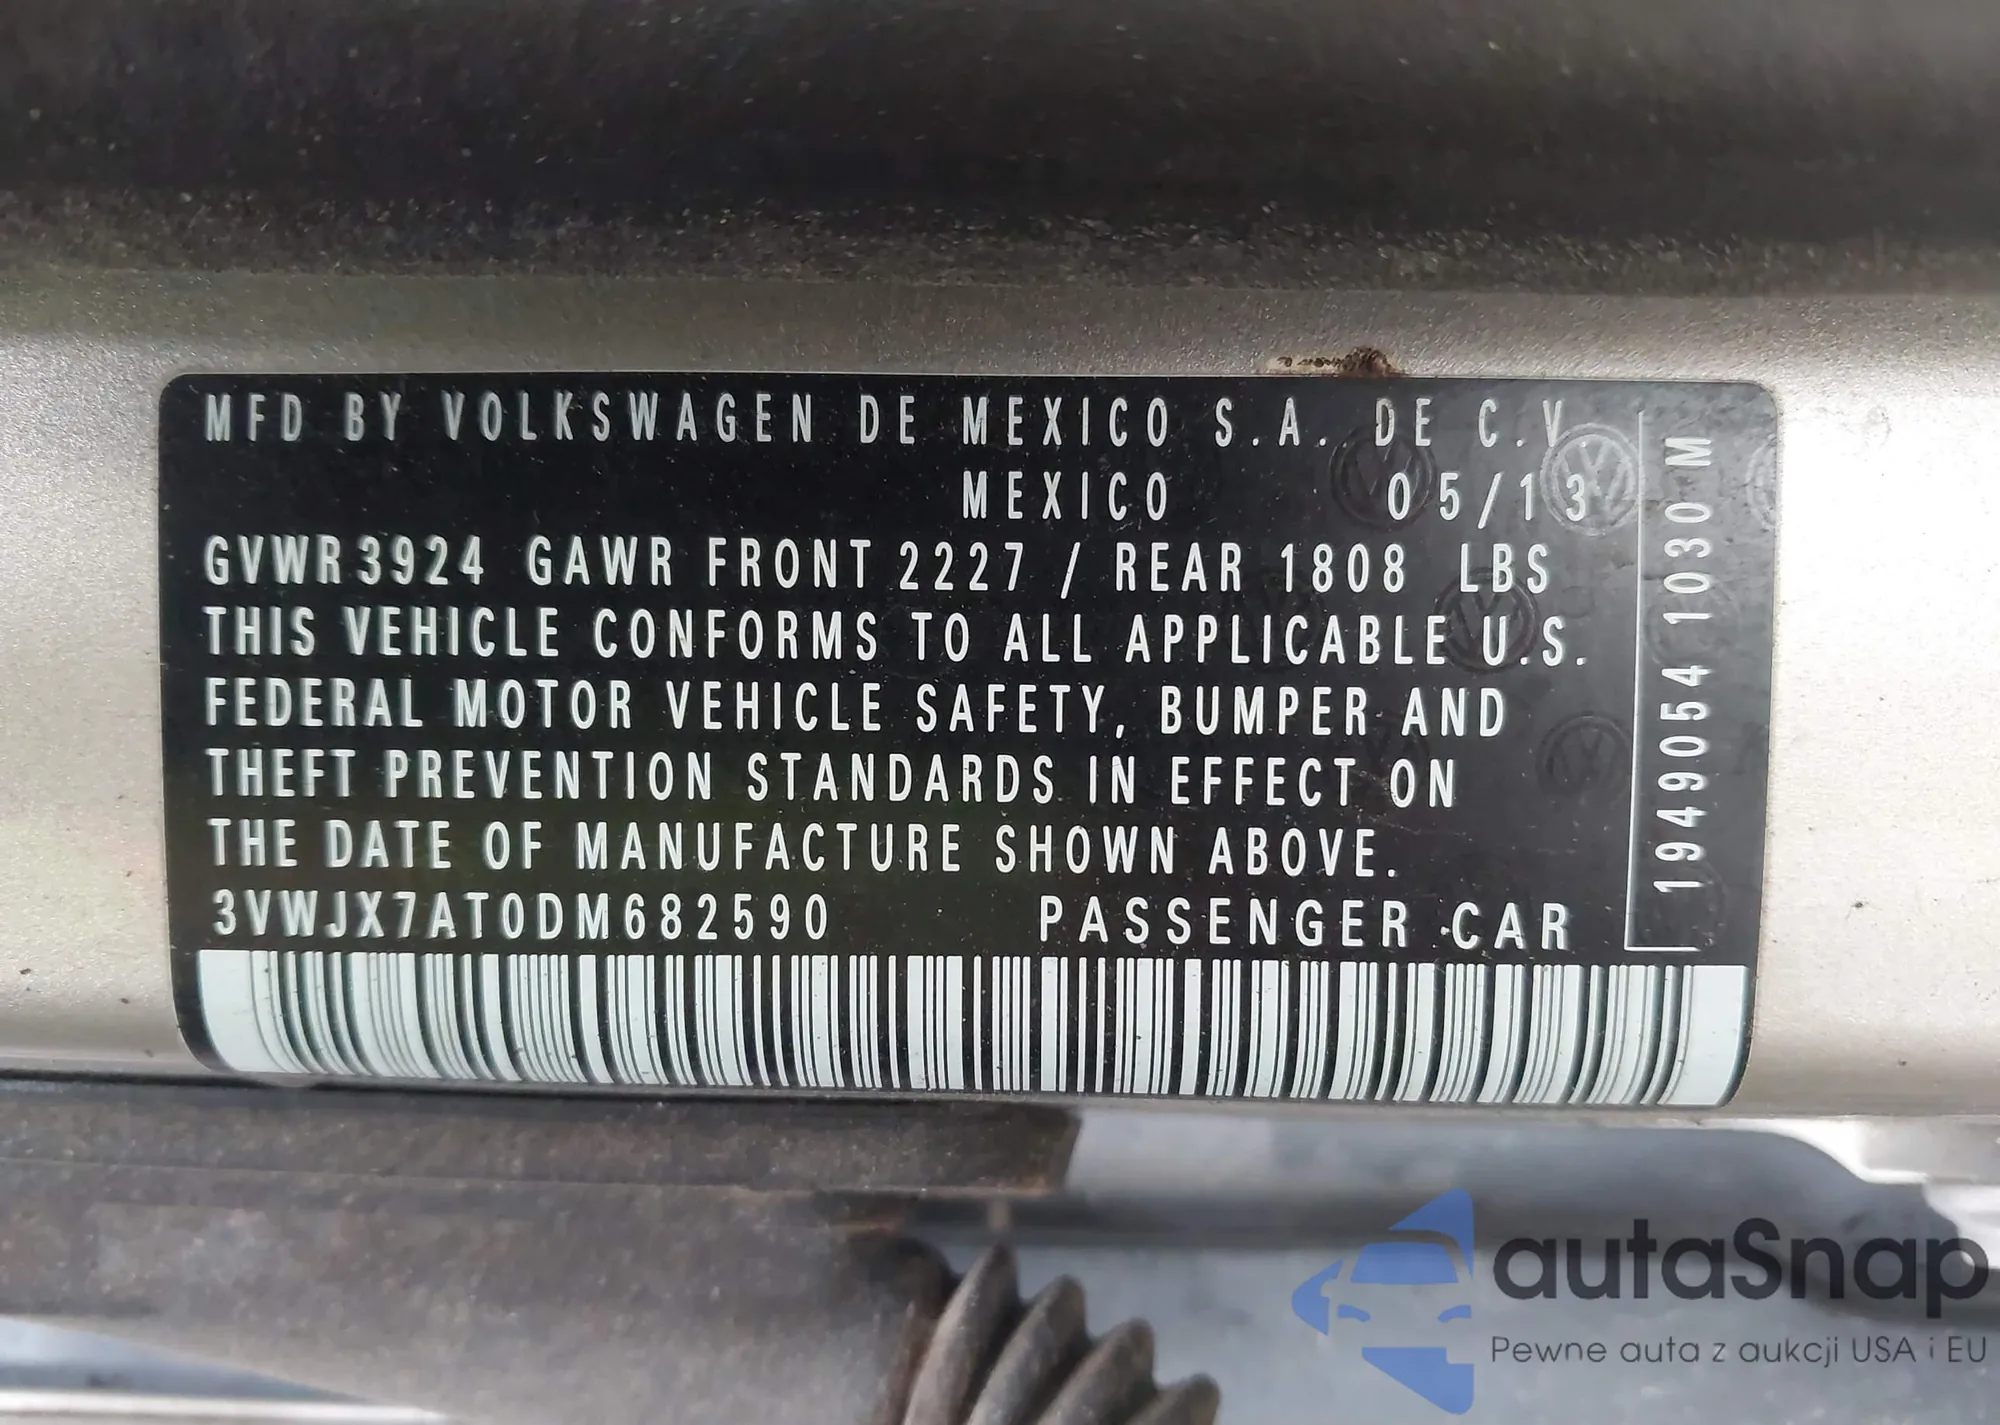 MFD BY VOLKSWAGEN DE MEXICO S.A. DE C.V
MEXICO 05/13
GVWR 3924 GAWR FRONT 2227 / REAR 1808 LBS
THIS VEHICLE CONFORMS TO ALL APPLICABLE U.S.
FEDERAL MOTOR VEHICLE SAFETY, BUMPER AND
THEFT PREVENTION STANDARDS IN EFFECT ON
THE DATE OF MANUFACTURE SHOWN ABOVE.
3VWJX7AT0DM682590 PASSENGER CAR
1949054 1030 M
autaSnap
Pewne auta z aukcji USA i EU